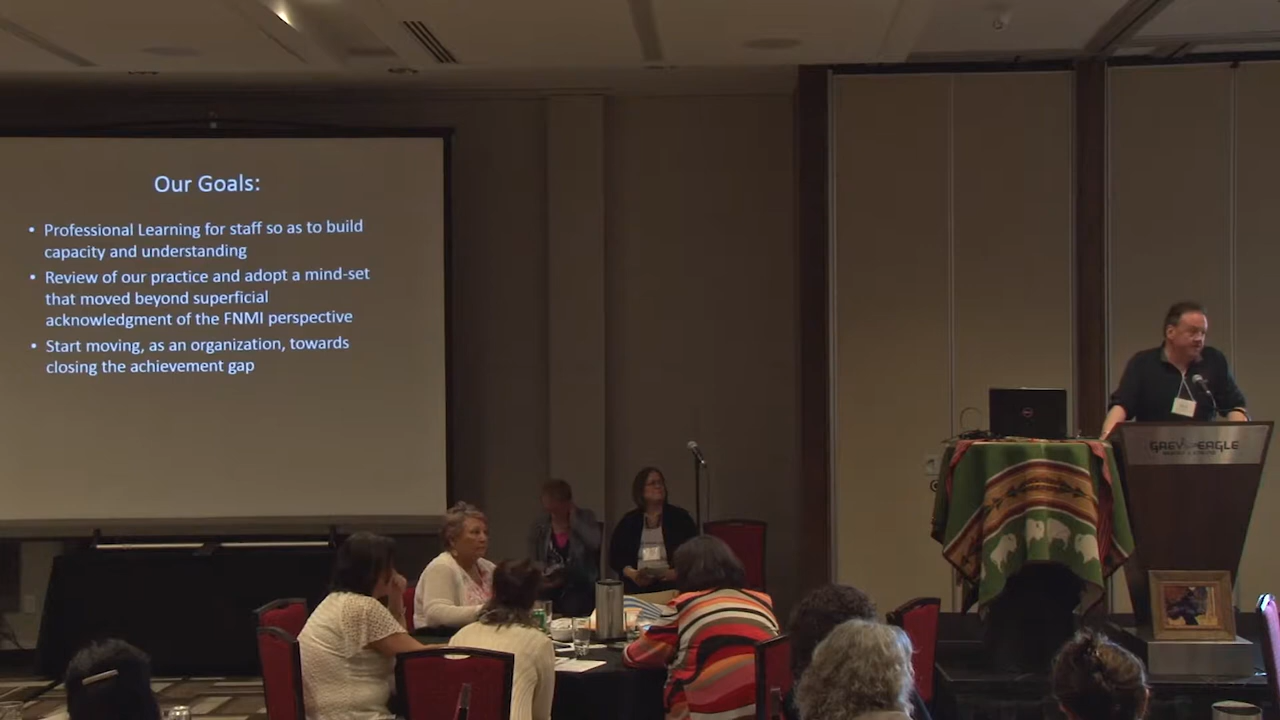 Our Goals:
• Professional Learning for staff so as to build
capacity and understanding
• Review of our practice and adopt a mind-set
that moved beyond superficial
acknowledgment of the FNMI perspective
• Start moving, as an organization, towards
closing the achievement gap
GREY EAGLE